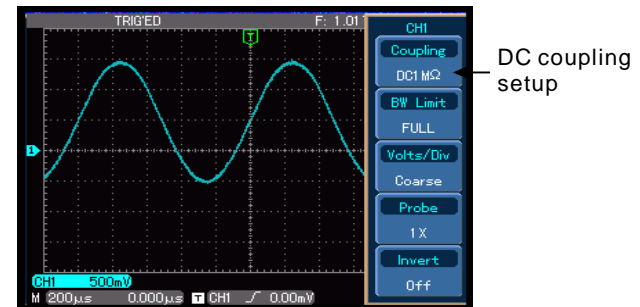 TRIG'ED F: 1.01
T
CH1
Coupling
DC1 MΩ
BW Limit
FULL
Volts/Div
Coarse
Probe
1X
Invert
Off
DC coupling
setup
1
CH1 500mV
M 200μs 0.000μs T CH1 0.00mV